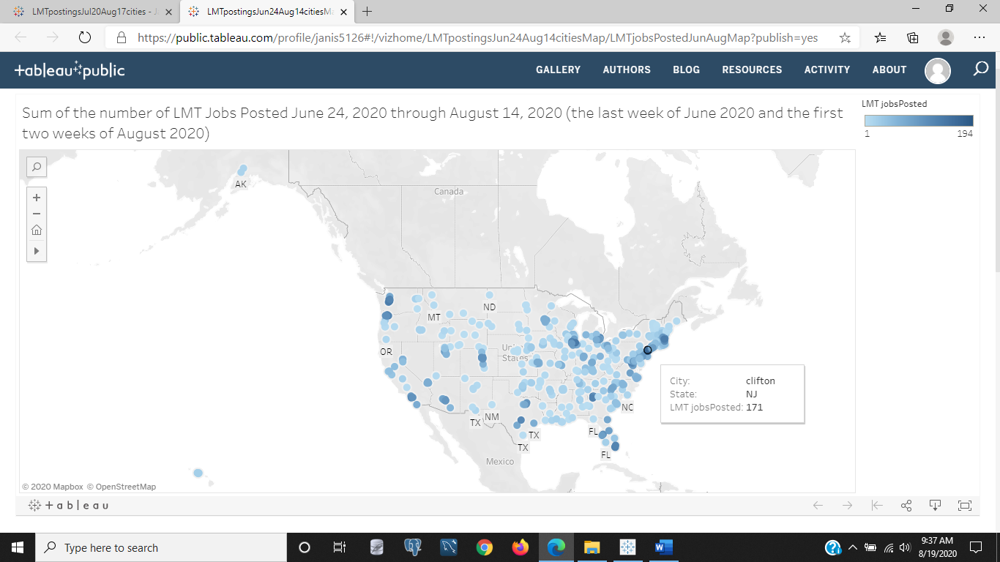 LMTpostingsJul20Aug17cities - J
LMTpostingsJun24Aug14citiesMa
https://public.tableau.com/profile/janis5126#!/vizhome/LMTpostingsJun24Aug14citiesMap/LMTjobsPostedJunAugMap?publish=yes
+ableau public
GALLERY AUTHORS BLOG RESOURCES ACTIVITY ABOUT
Sum of the number of LMT Jobs Posted June 24, 2020 through August 14, 2020 (the last week of June 2020 and the first
two weeks of August 2020)
LMT jobsPosted
1 194
AK
Canada
ND
MT
OR
United
States
City: clifton
State: NJ
LMT jobsPosted: 171
NC
NM
TX
TX
TX
FL
FL
Mexico
© 2020 Mapbox © OpenStreetMap
+ableau
Type here to search
9:37 AM
8/19/2020